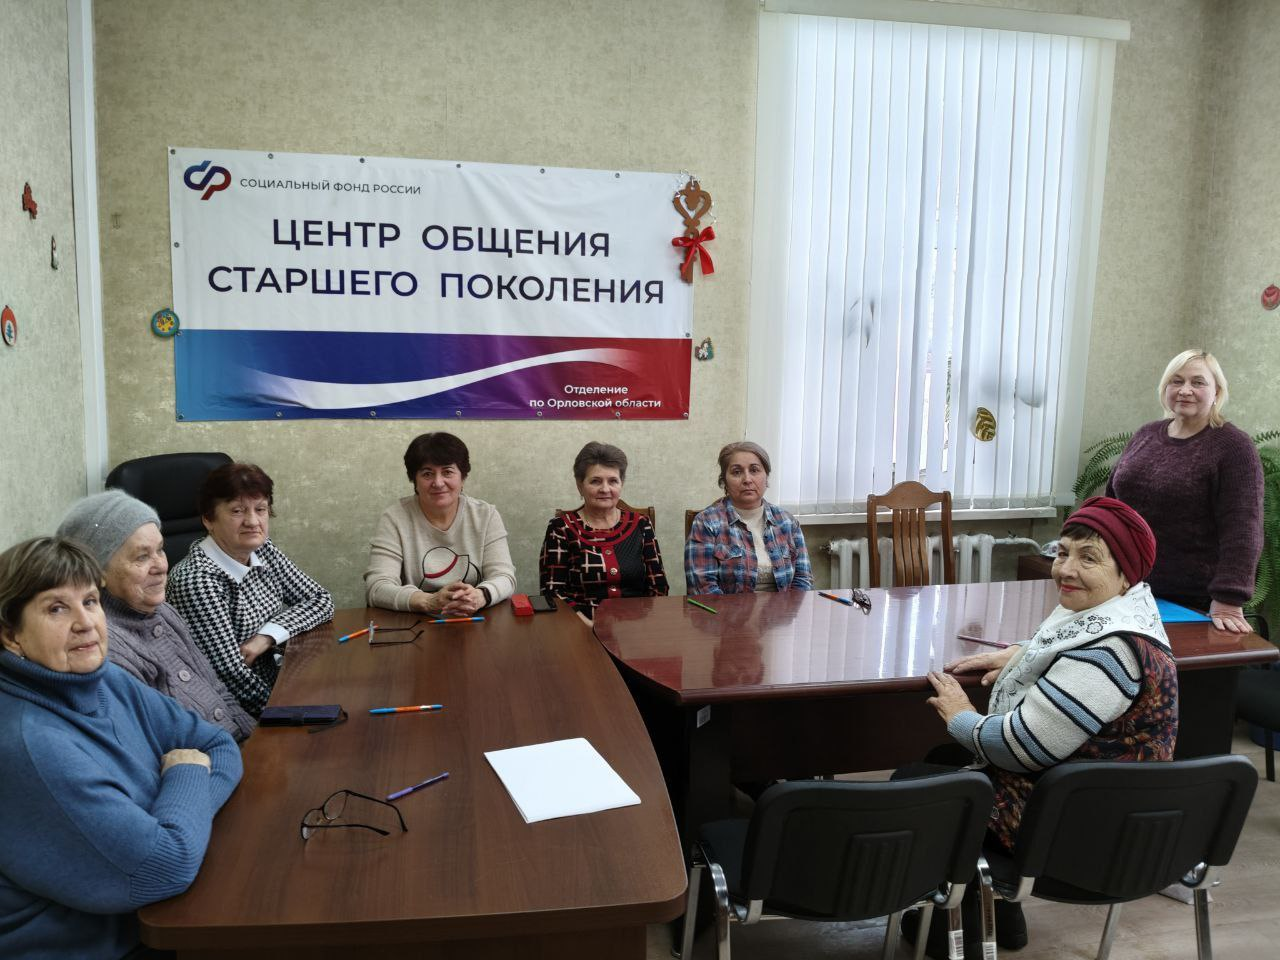 СОЦИАЛЬНЫЙ ФОНД РОССИИ
ЦЕНТР ОБЩЕНИЯ
СТАРШЕГО ПОКОЛЕНИЯ
Отделение
по Орловской области